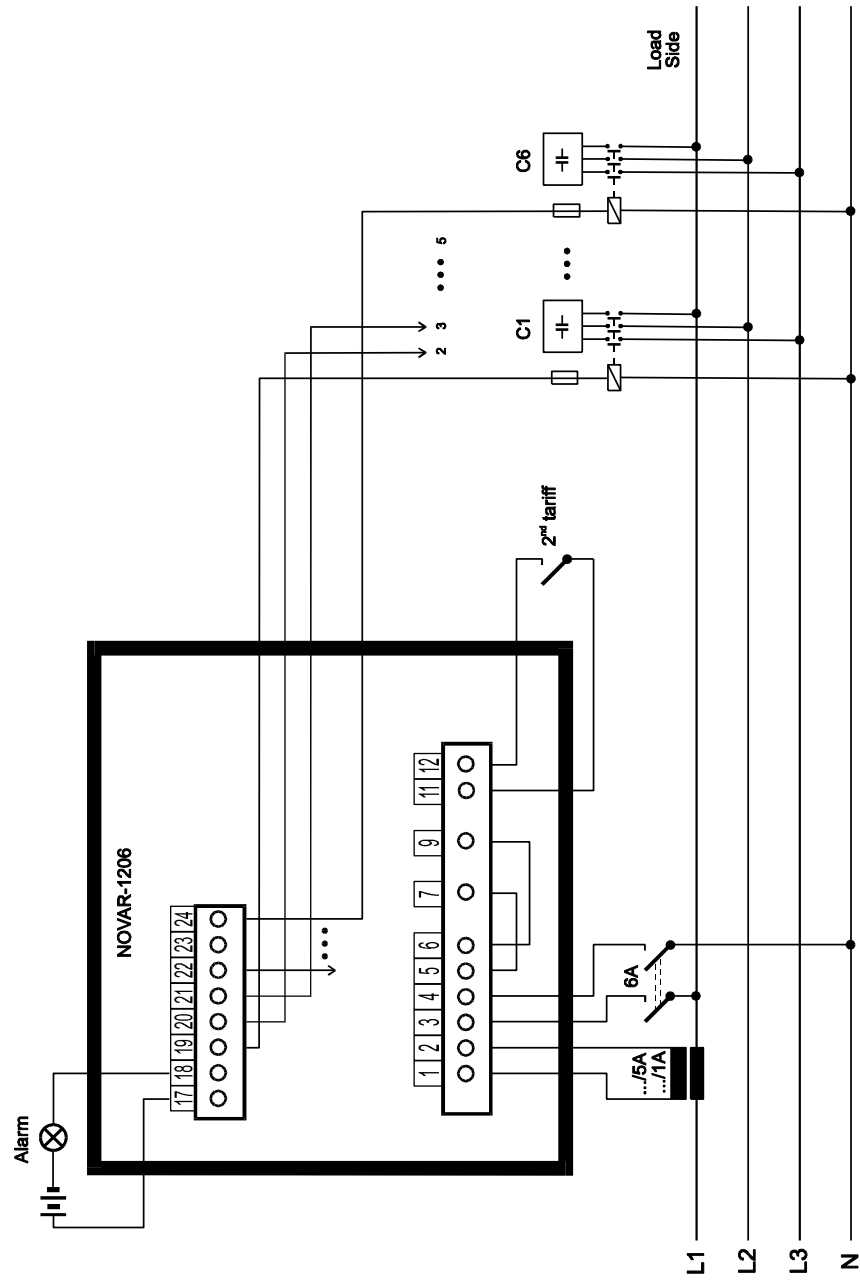 Alarm
NOVAR-1206
17 18 19 20 21 22 23 24
1 2 3 4 5 6 7 9 11 12
.../5A
.../1A
6A
2nd tariff
2 3 5
C1
C6
Load
Side
L1
L2
L3
N